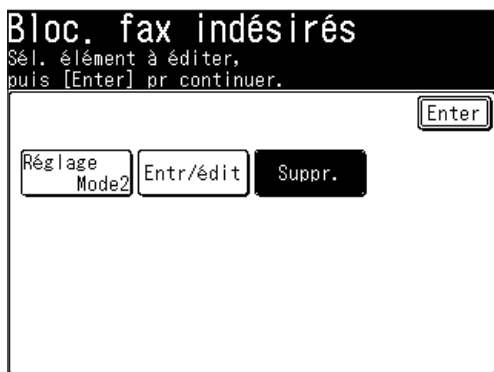 Bloc. fax indésirés
Sél. élément à éditer,
puis [Enter] pr continuer.
Enter
Réglage
Mode2
Entr/édit
Suppr.